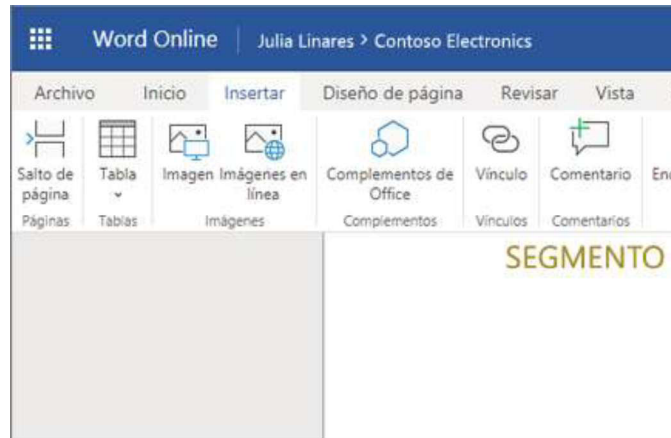 Word Online | Julia Linares > Contoso Electronics
Archivo Inicio Insertar Diseño de página Revisar Vista
Salto de página
Tabla
Imagen
Imágenes en línea
Complementos de Office
Vínculo
Comentario
Páginas Tablas Imágenes Complementos Vínculos Comentarios
SEGMENTO